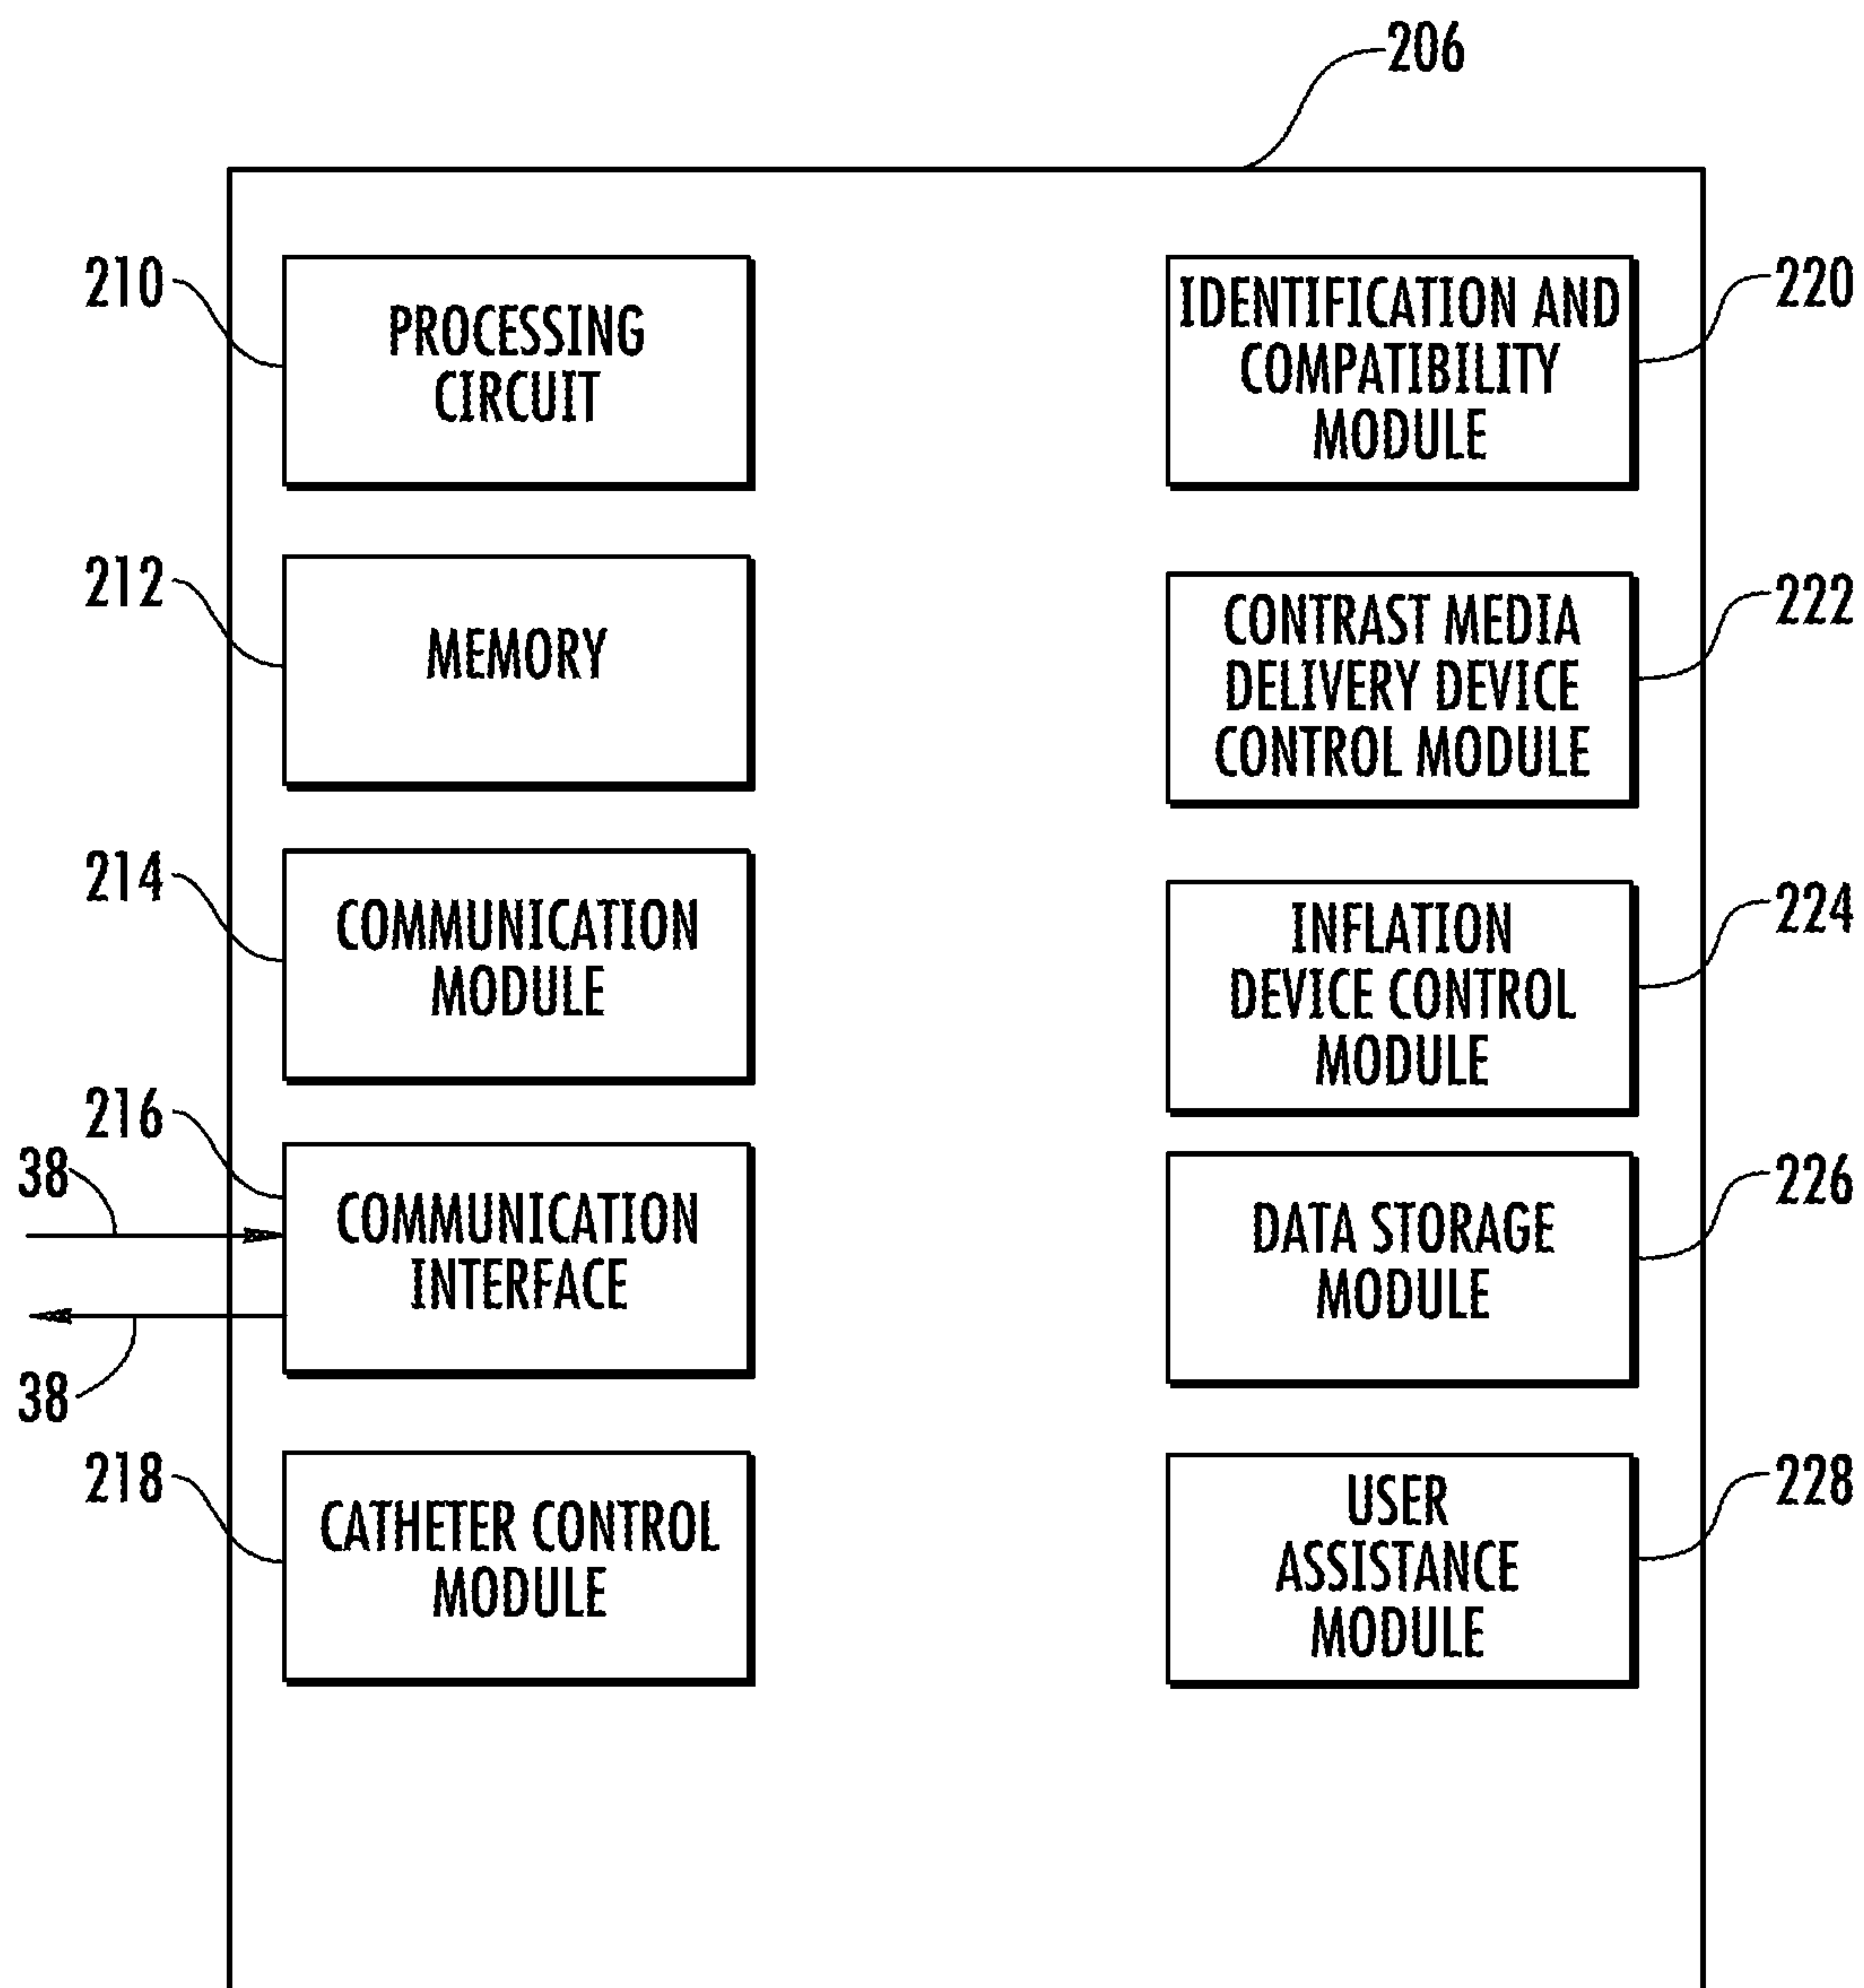 206
210
PROCESSING
CIRCUIT
212
MEMORY
214
COMMUNICATION
MODULE
216
38
COMMUNICATION
INTERFACE
38
218
CATHETER CONTROL
MODULE
IDENTIFICATION AND
COMPATIBILITY
MODULE
220
CONTRAST MEDIA
DELIVERY DEVICE
CONTROL MODULE
222
INFLATION
DEVICE CONTROL
MODULE
224
DATA STORAGE
MODULE
226
USER
ASSISTANCE
MODULE
228